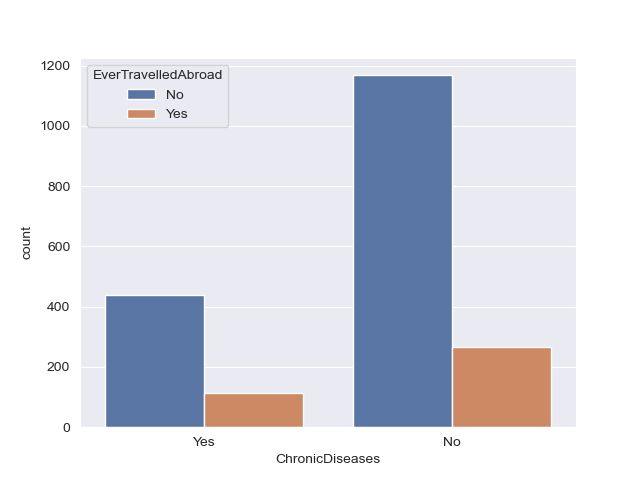 EverTravelledAbroad
No
Yes
1200
1000
800
600
400
200
0
count
Yes
No
ChronicDiseases